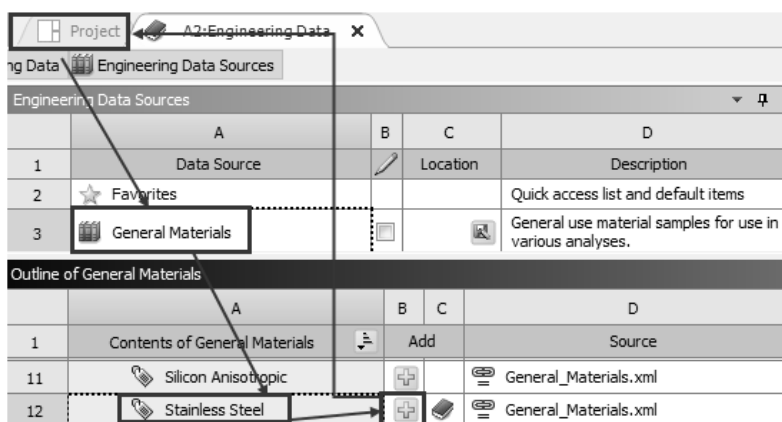 Project A2:Engineering Data
ng Data Engineering Data Sources
Engineering Data Sources
A B C D
1 Data Source Location Description
2 Favorites Quick access list and default items
3 General Materials General use material samples for use in various analyses.
Outline of General Materials
A B C D
1 Contents of General Materials Add Source
11 Silicon Anisotropic General_Materials.xml
12 Stainless Steel General_Materials.xml